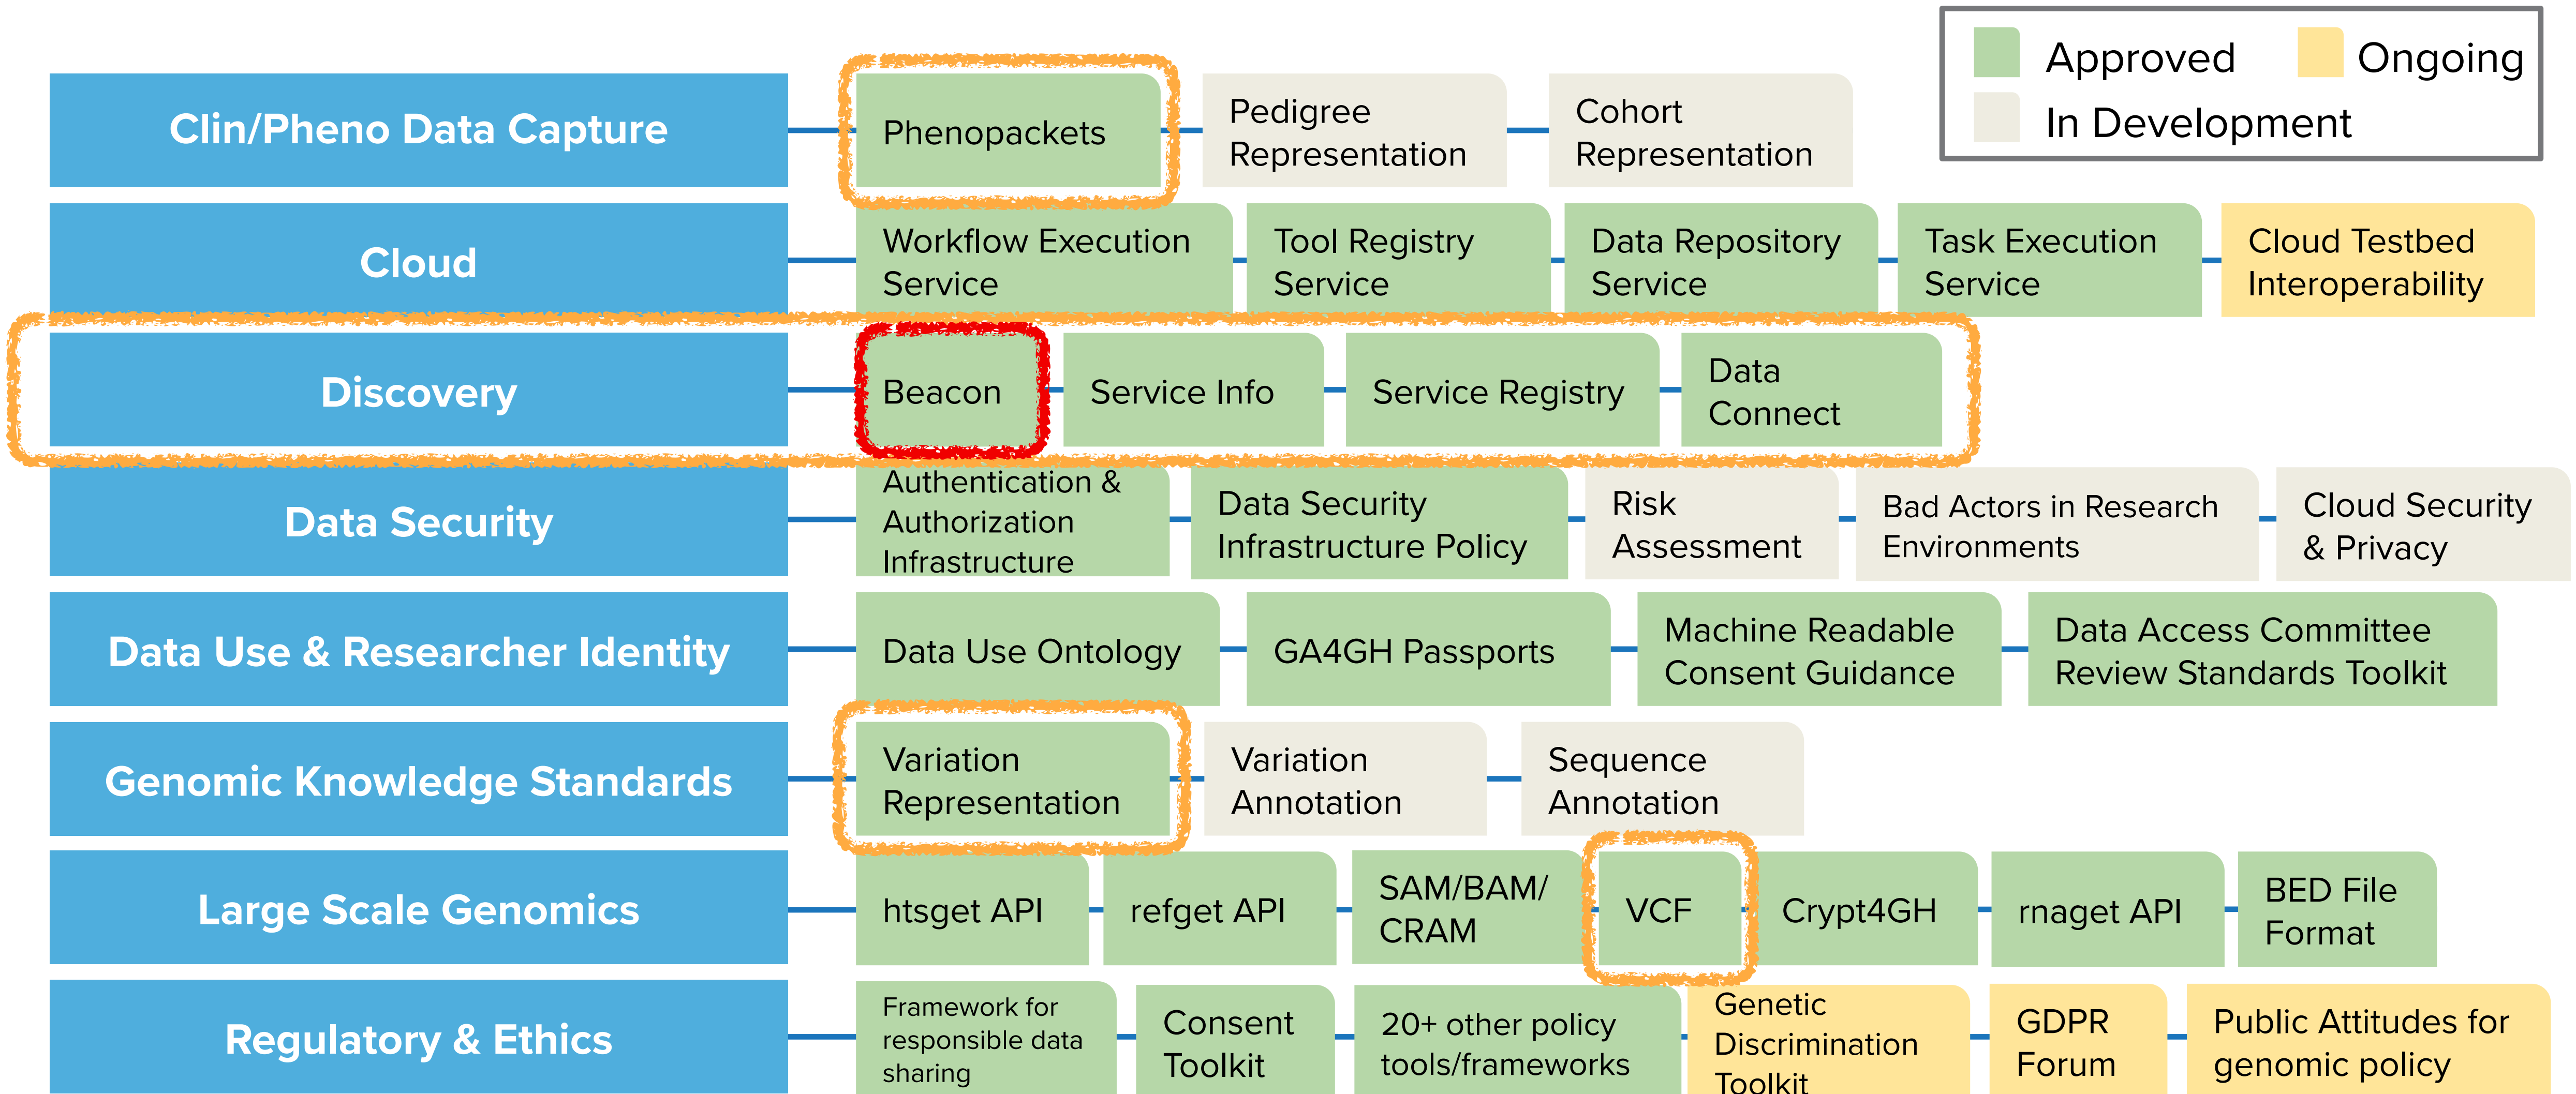 Approved
Ongoing
In Development
Clin/Pheno Data Capture
Phenopackets
Pedigree
Representation
Cohort
Representation
Cloud
Workflow Execution
Service
Tool Registry
Service
Data Repository
Service
Task Execution
Service
Cloud Testbed
Interoperability
Discovery
Beacon
Service Info
Service Registry
Data
Connect
Data Security
Authentication &
Authorization
Infrastructure
Data Security
Infrastructure Policy
Risk
Assessment
Bad Actors in Research
Environments
Cloud Security
& Privacy
Data Use & Researcher Identity
Data Use Ontology
GA4GH Passports
Machine Readable
Consent Guidance
Data Access Committee
Review Standards Toolkit
Genomic Knowledge Standards
Variation
Representation
Variation
Annotation
Sequence
Annotation
Large Scale Genomics
htsget API
refget API
SAM/BAM/
CRAM
VCF
Crypt4GH
rnaget API
BED File
Format
Regulatory & Ethics
Framework for
responsible data
sharing
Consent
Toolkit
20+ other policy
tools/frameworks
Genetic
Discrimination
Toolkit
GDPR
Forum
Public Attitudes for
genomic policy